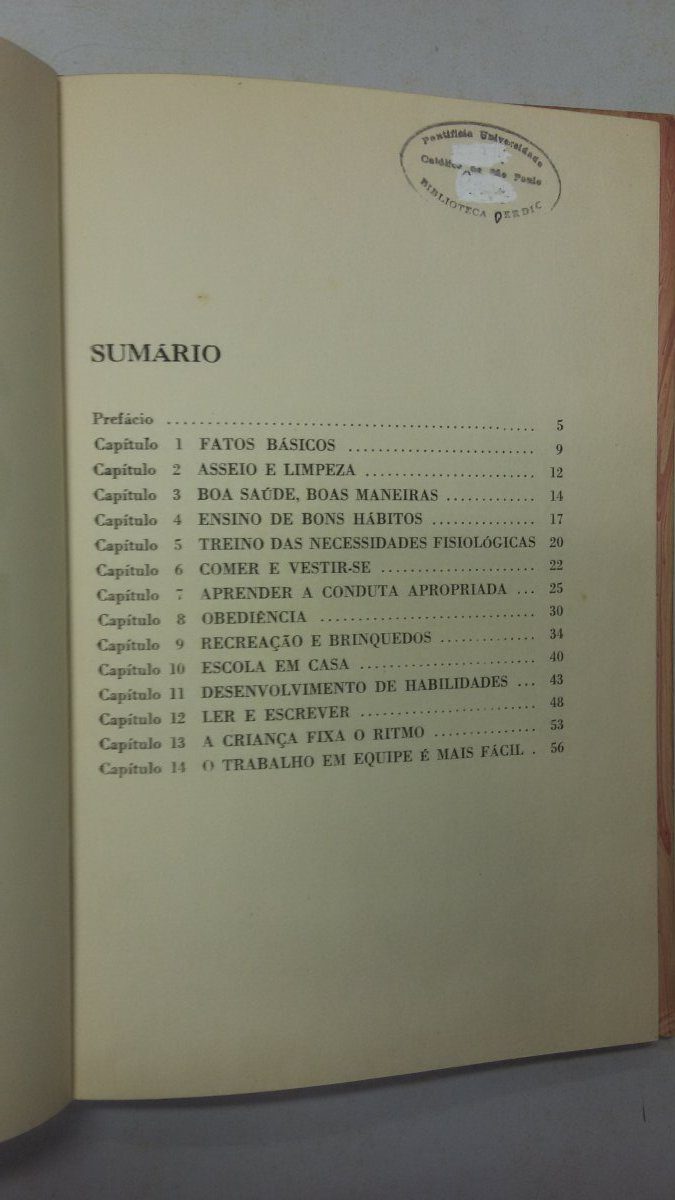 Pontifícia Universidade
Católica de São Paulo
BIBLIOTECA DERDIC
SUMÁRIO
Prefácio ........................................ 5
Capítulo 1 FATOS BÁSICOS ........................ 9
Capítulo 2 ASSEIO E LIMPEZA ..................... 12
Capítulo 3 BOA SAÚDE, BOAS MANEIRAS ............. 14
Capítulo 4 ENSINO DE BONS HÁBITOS ............... 17
Capítulo 5 TREINO DAS NECESSIDADES FISIOLÓGICAS 20
Capítulo 6 COMER E VESTIR-SE .................... 22
Capítulo 7 APRENDER A CONDUTA APROPRIADA ... 25
Capítulo 8 OBEDIÊNCIA ........................... 30
Capítulo 9 RECREAÇÃO E BRINQUEDOS ............. 34
Capítulo 10 ESCOLA EM CASA ...................... 40
Capítulo 11 DESENVOLVIMENTO DE HABILIDADES ... 43
Capítulo 12 LER E ESCREVER ...................... 48
Capítulo 13 A CRIANÇA FIXA O RITMO .............. 53
Capítulo 14 O TRABALHO EM EQUIPE É MAIS FÁCIL . 56